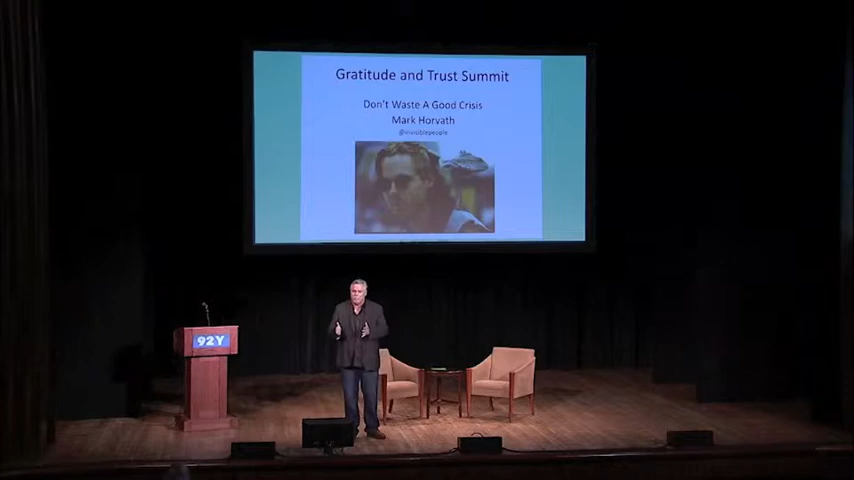 Gratitude and Trust Summit
Don't Waste A Good Crisis
Mark Horvath
@invisiblepeople
92Y